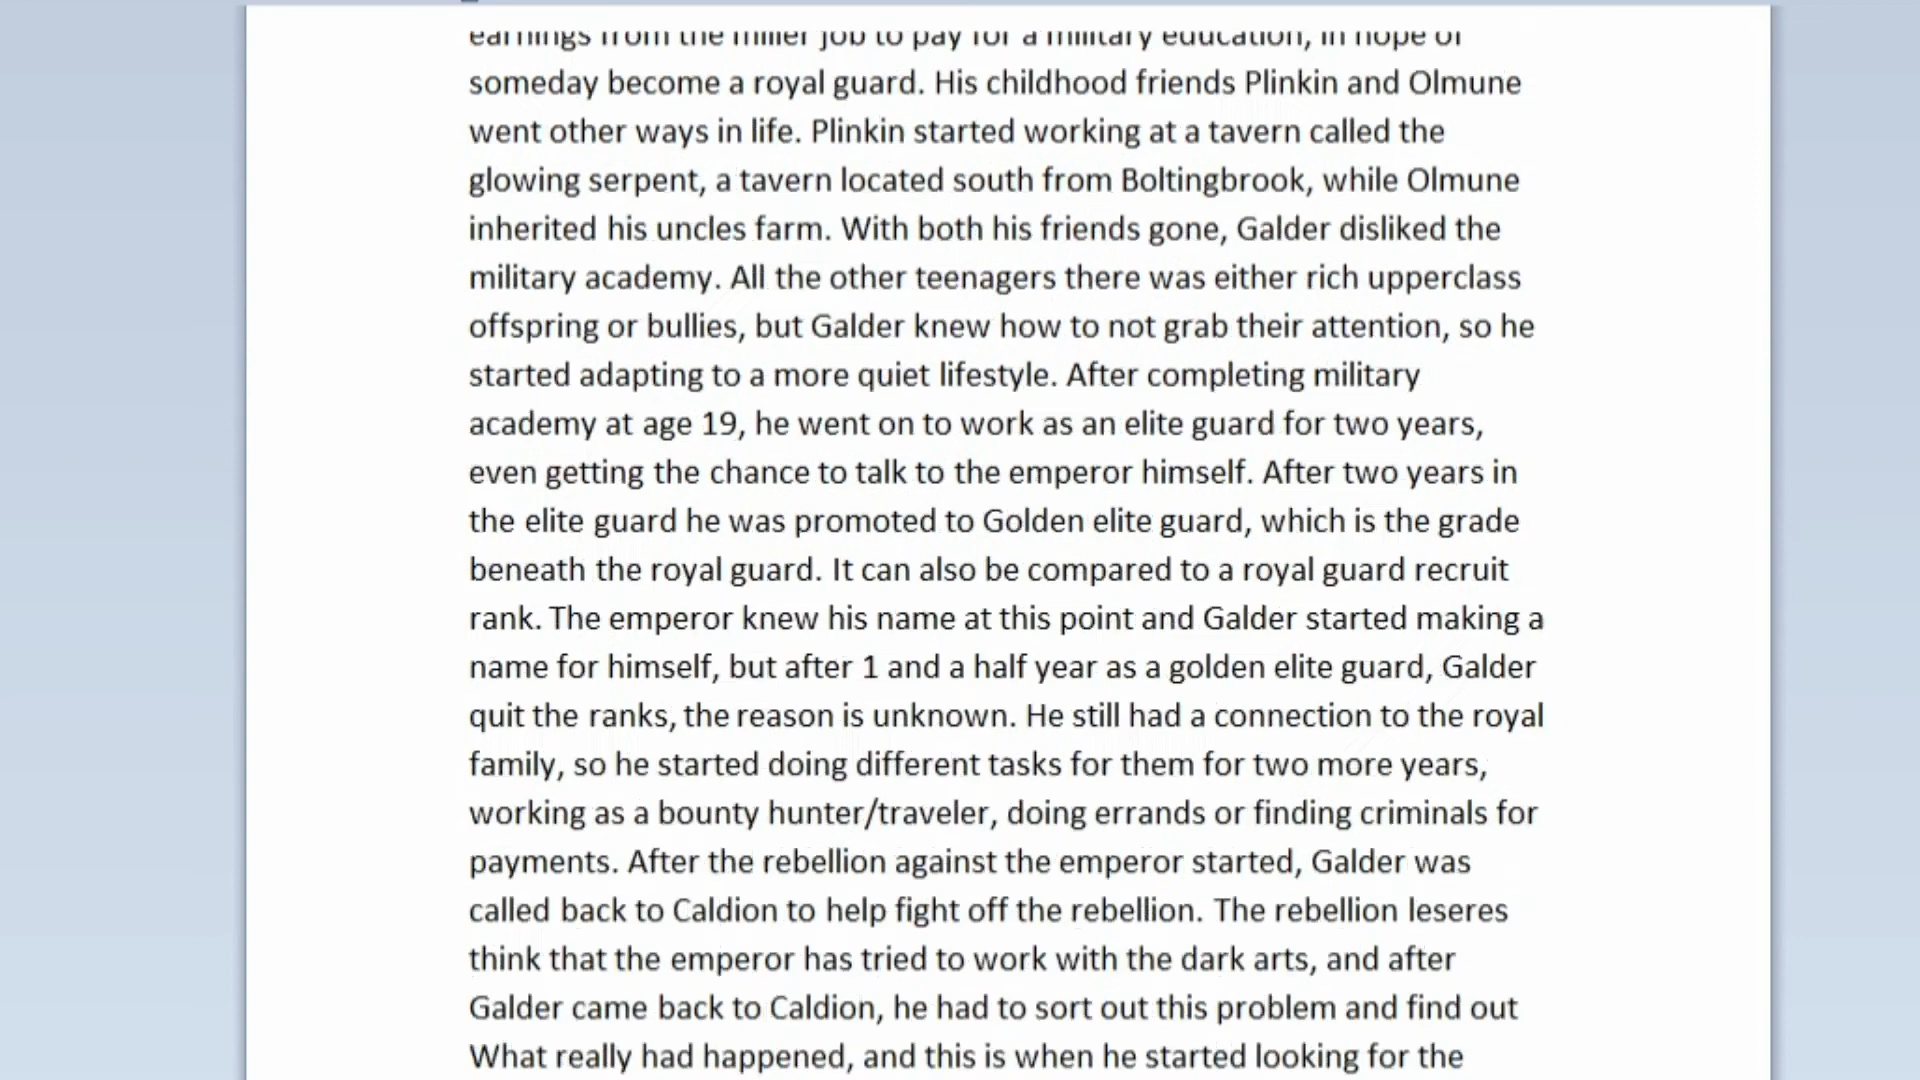 earnings from the miller job to pay for a military education, in hope of
someday become a royal guard. His childhood friends Plinkin and Olmune
went other ways in life. Plinkin started working at a tavern called the
glowing serpent, a tavern located south from Boltingbrook, while Olmune
inherited his uncles farm. With both his friends gone, Galder disliked the
military academy. All the other teenagers there was either rich upperclass
offspring or bullies, but Galder knew how to not grab their attention, so he
started adapting to a more quiet lifestyle. After completing military
academy at age 19, he went on to work as an elite guard for two years,
even getting the chance to talk to the emperor himself. After two years in
the elite guard he was promoted to Golden elite guard, which is the grade
beneath the royal guard. It can also be compared to a royal guard recruit
rank. The emperor knew his name at this point and Galder started making a
name for himself, but after 1 and a half year as a golden elite guard, Galder
quit the ranks, the reason is unknown. He still had a connection to the royal
family, so he started doing different tasks for them for two more years,
working as a bounty hunter/traveler, doing errands or finding criminals for
payments. After the rebellion against the emperor started, Galder was
called back to Caldion to help fight off the rebellion. The rebellion leseres
think that the emperor has tried to work with the dark arts, and after
Galder came back to Caldion, he had to sort out this problem and find out
What really had happened, and this is when he started looking for the